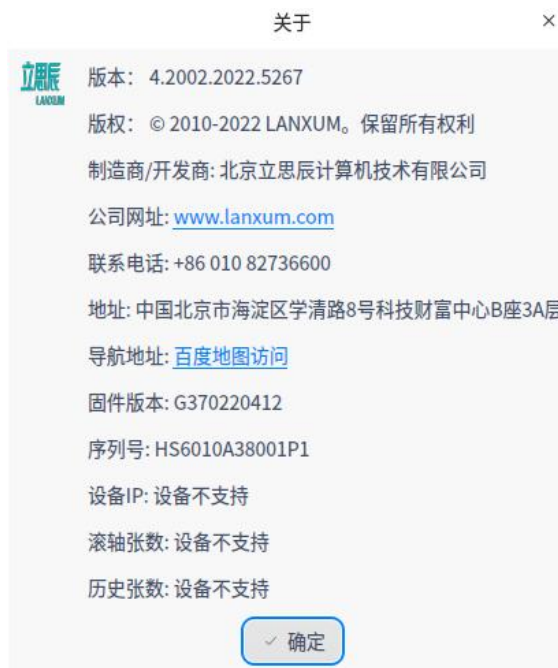 关于
立思辰
LANXUM
版本： 4.2002.2022.5267
版权： © 2010-2022 LANXUM。保留所有权利
制造商/开发商: 北京立思辰计算机技术有限公司
公司网址: www.lanxum.com
联系电话: +86 010 82736600
地址: 中国北京市海淀区学清路8号科技财富中心B座3A层
导航地址: 百度地图访问
固件版本: G370220412
序列号: HS6010A38001P1
设备IP: 设备不支持
滚轴张数: 设备不支持
历史张数: 设备不支持
确定